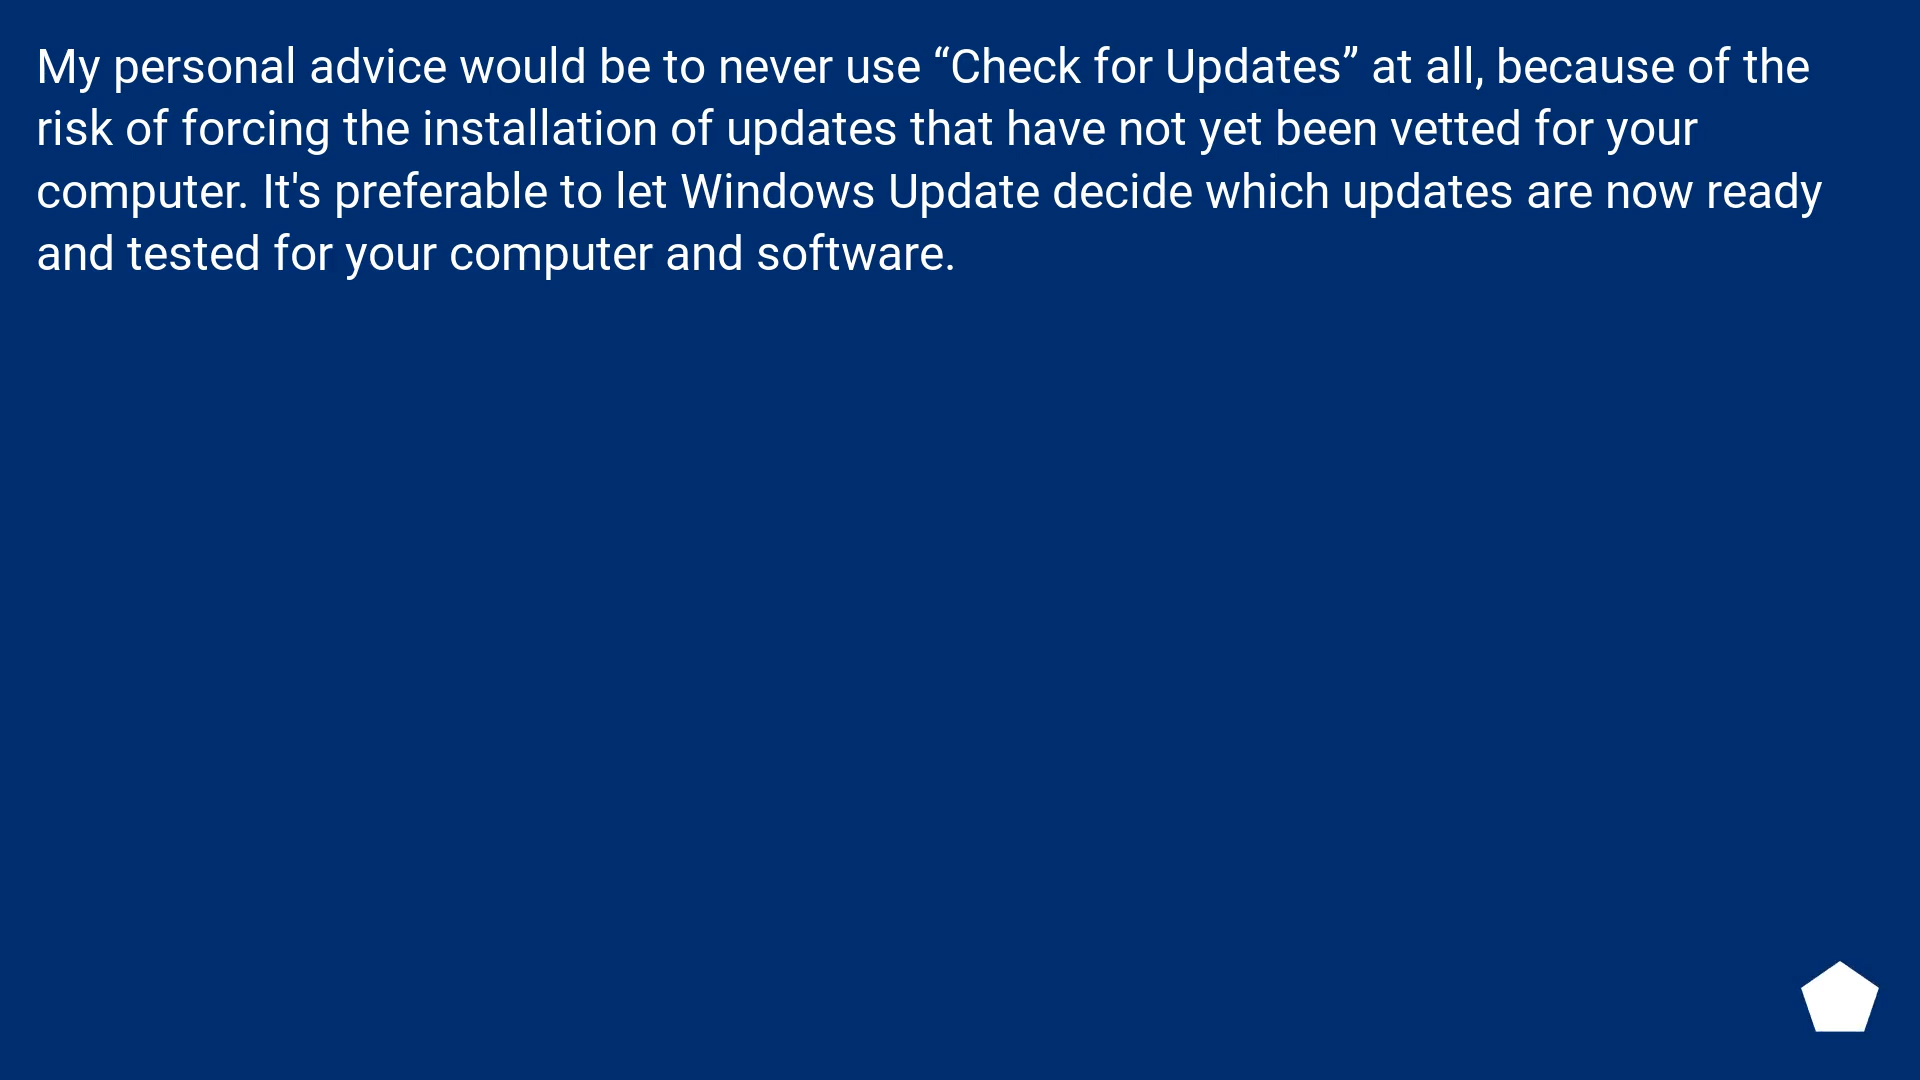 My personal advice would be to never use “Check for Updates” at all, because of the
risk of forcing the installation of updates that have not yet been vetted for your
computer. It's preferable to let Windows Update decide which updates are now ready
and tested for your computer and software.